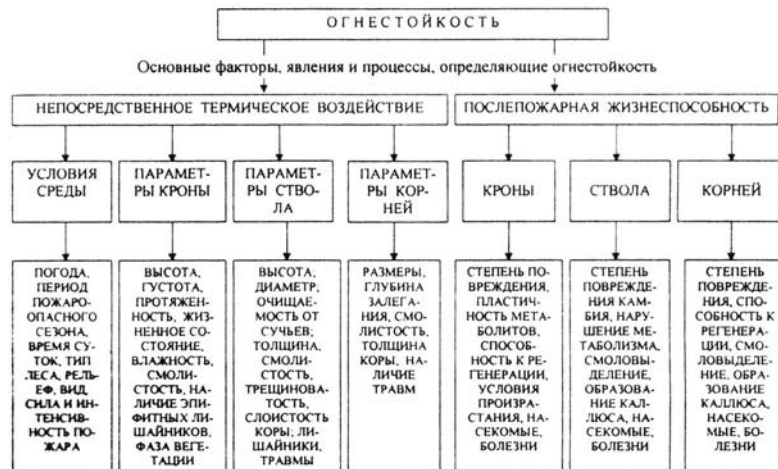 ОГНЕСТОЙКОСТЬ
Основные факторы, явления и процессы, определяющие огнестойкость
НЕПОСРЕДСТВЕННОЕ ТЕРМИЧЕСКОЕ ВОЗДЕЙСТВИЕ
ПОСЛЕПОЖАРНАЯ ЖИЗНЕСПОСОБНОСТЬ
УСЛОВИЯ
СРЕДЫ
ПАРАМЕТ-
РЫ КРОНЫ
ПАРАМЕТ-
РЫ СТВО-
ЛА
ПАРАМЕТ-
РЫ КОР-
НЕЙ
КРОНЫ
СТВОЛА
КОРНЕЙ
ПОГОДА,
ПЕРИОД
ПОЖАРО-
ОПАСНОГО
СЕЗОНА,
ВРЕМЯ СУ-
ТОК, ТИП
ЛЕСА, РЕЛЬ-
ЕФ, ВИД,
СИЛА И ИН-
ТЕНСИВ-
НОСТЬ ПО-
ЖАРА
ВЫСОТА,
ГУСТОТА,
ПРОТЯЖЕН-
НОСТЬ, ЖИЗ-
НЕННОЕ СО-
СТОЯНИЕ,
ВЛАЖНОСТЬ,
СМОЛИ-
СТОСТЬ, НА-
ЛИЧИЕ ЭПИ-
ФИТНЫХ ЛИ-
ШАЙНИКОВ,
ФАЗА ВЕГЕ-
ТАЦИИ
ВЫСОТА;
ДИАМЕТР;
ОЧИЩАЕ-
МОСТЬ ОТ
СУЧЬЕВ;
ТОЛЩИНА,
СМОЛИ-
СТОСТЬ,
ТРЕЩИНОВА-
ТОСТЬ,
СЛОИСТОСТЬ
КОРЫ; ЛИ-
ШАЙНИКИ,
ТРАВМЫ
РАЗМЕРЫ,
ГЛУБИНА
ЗАЛЕГА-
НИЯ, СМО-
ЛИСТОСТЬ,
ТОЛЩИНА
КОРЫ, НА-
ЛИЧИЕ
ТРАВМ
СТЕПЕНЬ ПО-
ВРЕЖДЕНИЯ,
ПЛАСТИЧ-
НОСТЬ МЕТА-
БОЛИТОВ,
СПОСОБ-
НОСТЬ К РЕ-
ГЕНЕРАЦИИ,
УСЛОВИЯ
ПРОИЗРА-
СТАНИЯ, НА-
СЕКОМЫЕ,
БОЛЕЗНИ
СТЕПЕНЬ
ПОВРЕЖДЕ-
НИЯ КАМ-
БИЯ, НАРУ-
ШЕНИЕ МЕ-
ТАБОЛИЗМА,
СМОЛОВЫ-
ДЕЛЕНИЕ,
ОБРАЗОВА-
НИЕ КАЛ-
ЛЮСА, НА-
СЕКОМЫЕ,
БОЛЕЗНИ
СТЕПЕНЬ
ПОВРЕЖДЕ-
НИЯ, СПО-
СОБНОСТЬ К
РЕГЕНЕРА-
ЦИИ, СМО-
ЛОВЫДЕЛЕ-
НИЕ, ОБРА-
ЗОВАНИЕ
КАЛЛЮСА,
НАСЕКО-
МЫЕ, БО-
ЛЕЗНИ